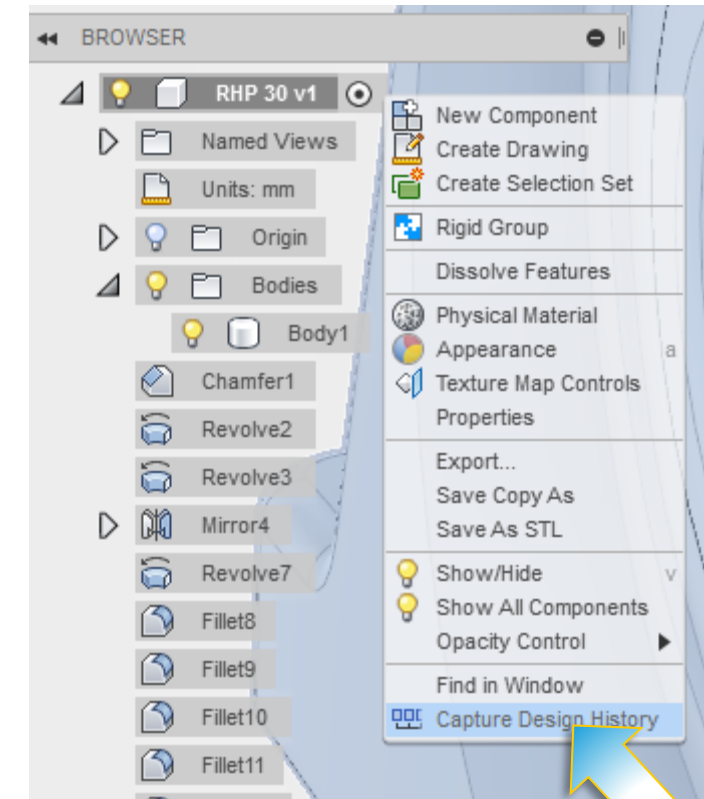 BROWSER
RHP 30 v1
Named Views
Units: mm
Origin
Bodies
Body1
Chamfer1
Revolve2
Revolve3
Mirror4
Revolve7
Fillet8
Fillet9
Fillet10
Fillet11
New Component
Create Drawing
Create Selection Set
Rigid Group
Dissolve Features
Physical Material
Appearance a
Texture Map Controls
Properties
Export...
Save Copy As
Save As STL
Show/Hide v
Show All Components
Opacity Control
Find in Window
Capture Design History